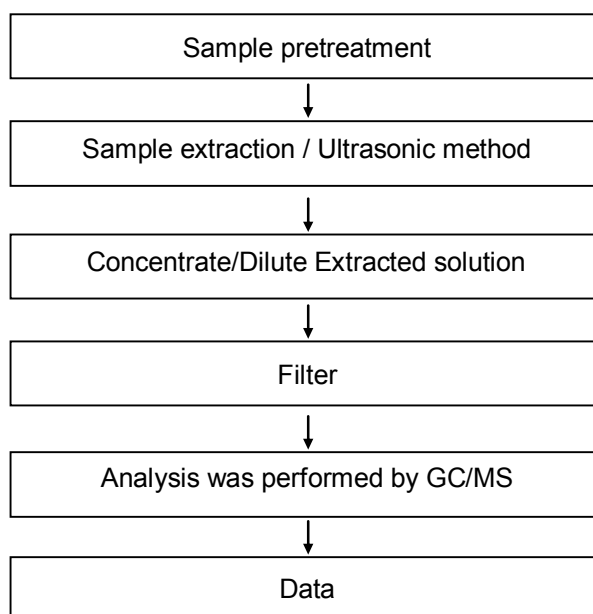 Sample pretreatment
Sample extraction / Ultrasonic method
Concentrate/Dilute Extracted solution
Filter
Analysis was performed by GC/MS
Data